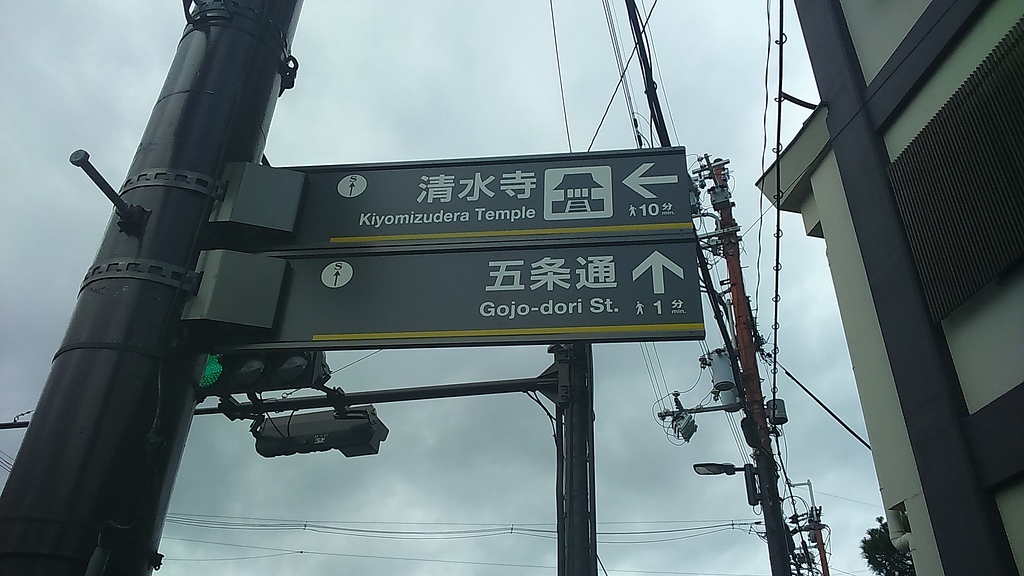 S
清水寺
Kiyomizudera Temple
10分
min.
S
五条通
Gojo-dori St.
1分
min.